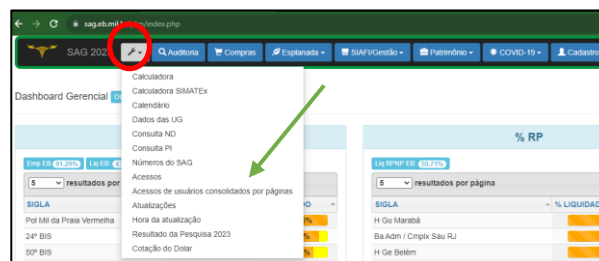 sag.eb.mil
/index.php
SAG 202
Auditoria
Compras
Esplanada
SIAFI/Gestão
Patrimônio
COVID-19
Cadastro
Calculadora
Calculadora SIMATEx
Calendário
Dados das UG
Consulta ND
Consulta PI
Números do SAG
Acessos
Acessos de usuários consolidados por páginas
Atualizações
Hora da atualização
Resultado da Pesquisa 2023
Cotação do Dolar
Dashboard Gerencial
% RP
Emp EB 91,29% Liq EB
Liq RPNP EB 59,71%
5 resultados por
5 resultados por página
SIGLA
SIGLA % LIQUIDAD
Pol Mil da Praia Vermelha
H Gu Marabá
24º BIS
Ba Adm / Cmplx Sau RJ
50º BIS
H Ge Belém